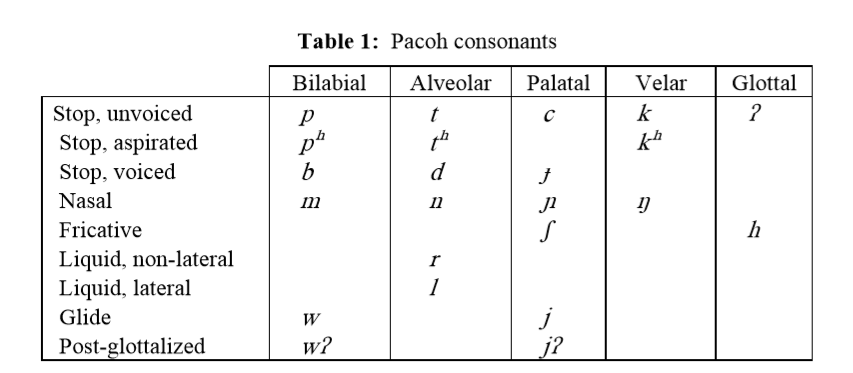 Table 1: Pacoh consonants
Bilabial Alveolar Palatal Velar Glottal
Stop, unvoiced p t c k ʔ
Stop, aspirated pʰ tʰ kʰ
Stop, voiced b d ɟ
Nasal m n ɲ ŋ
Fricative ʃ h
Liquid, non-lateral r
Liquid, lateral l
Glide w j
Post-glottalized wʔ jʔ